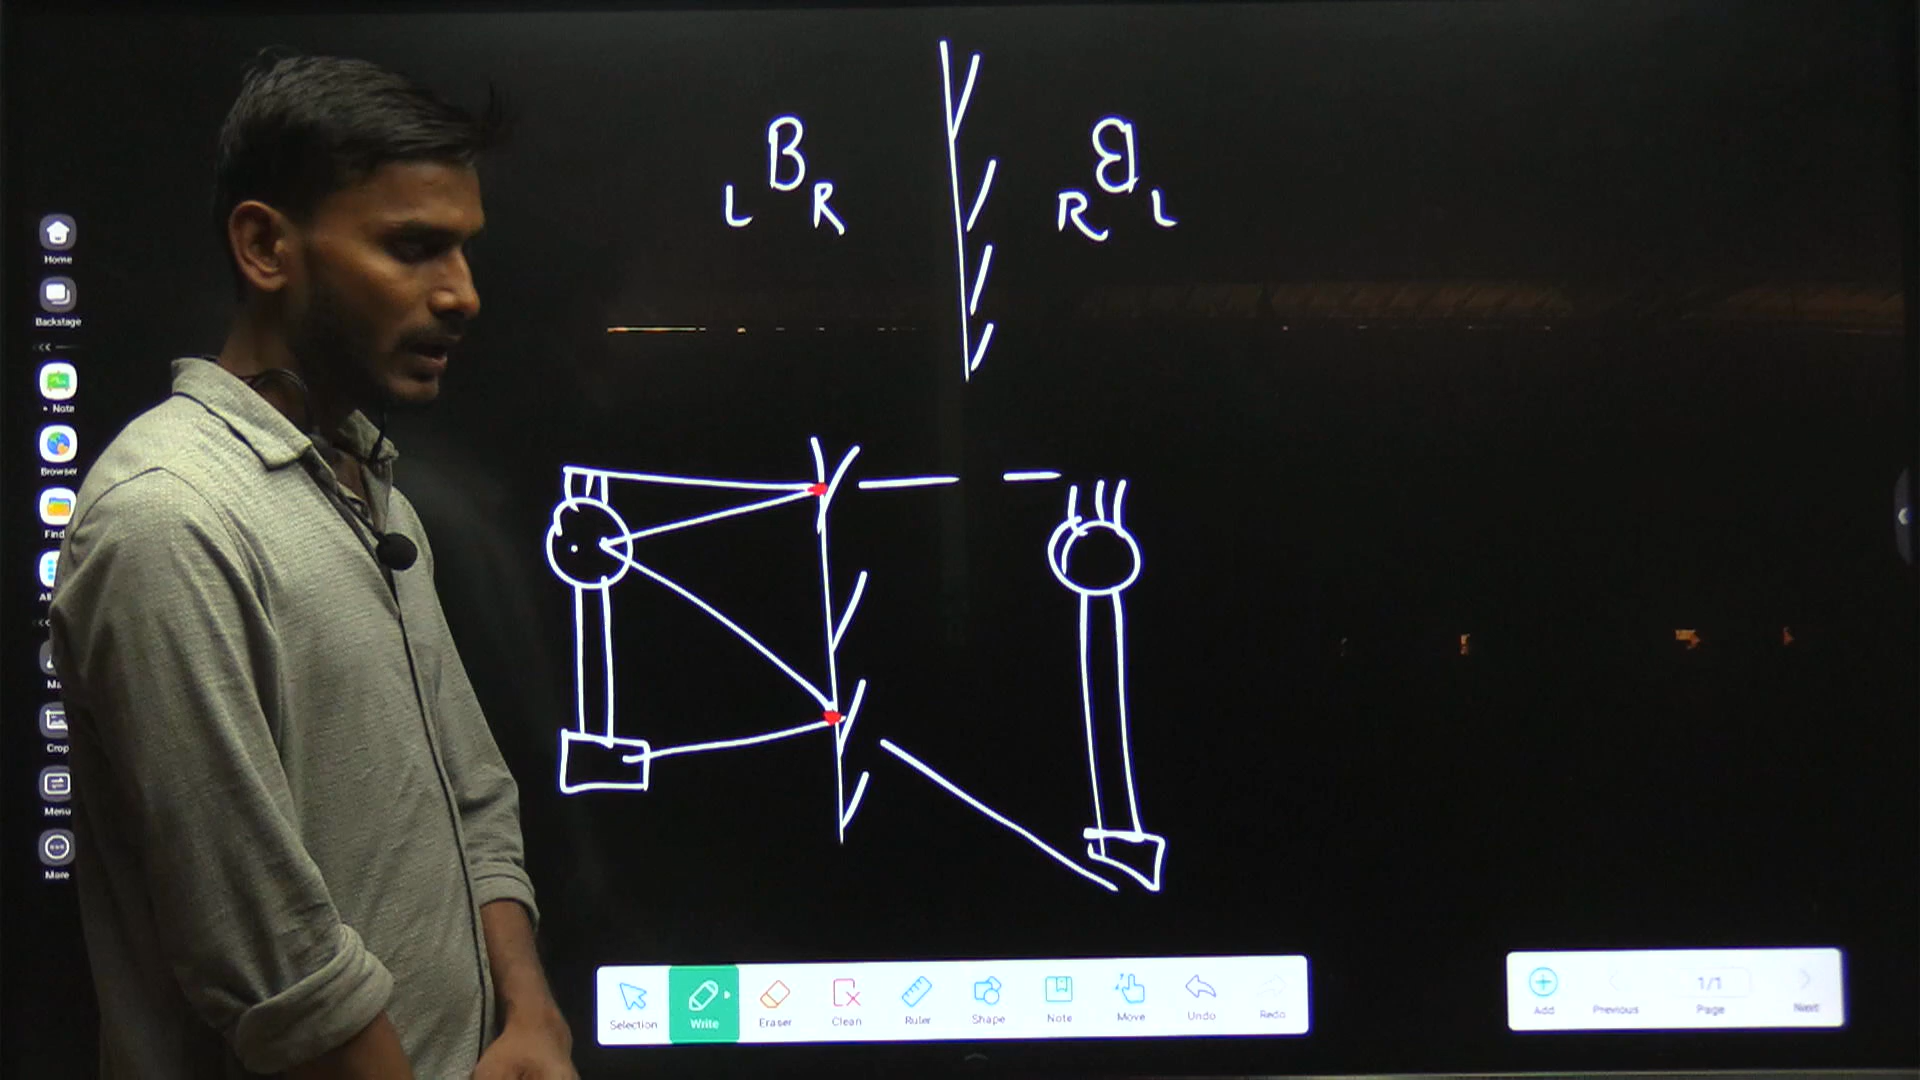 B
L R
R L
Home
Backstage
Note
Browser
Find
Crop
Menu
More
Selection
Write
Eraser
Clean
Ruler
Shape
Note
Move
Undo
Redo
Add
Previous
1/1
Page
Next